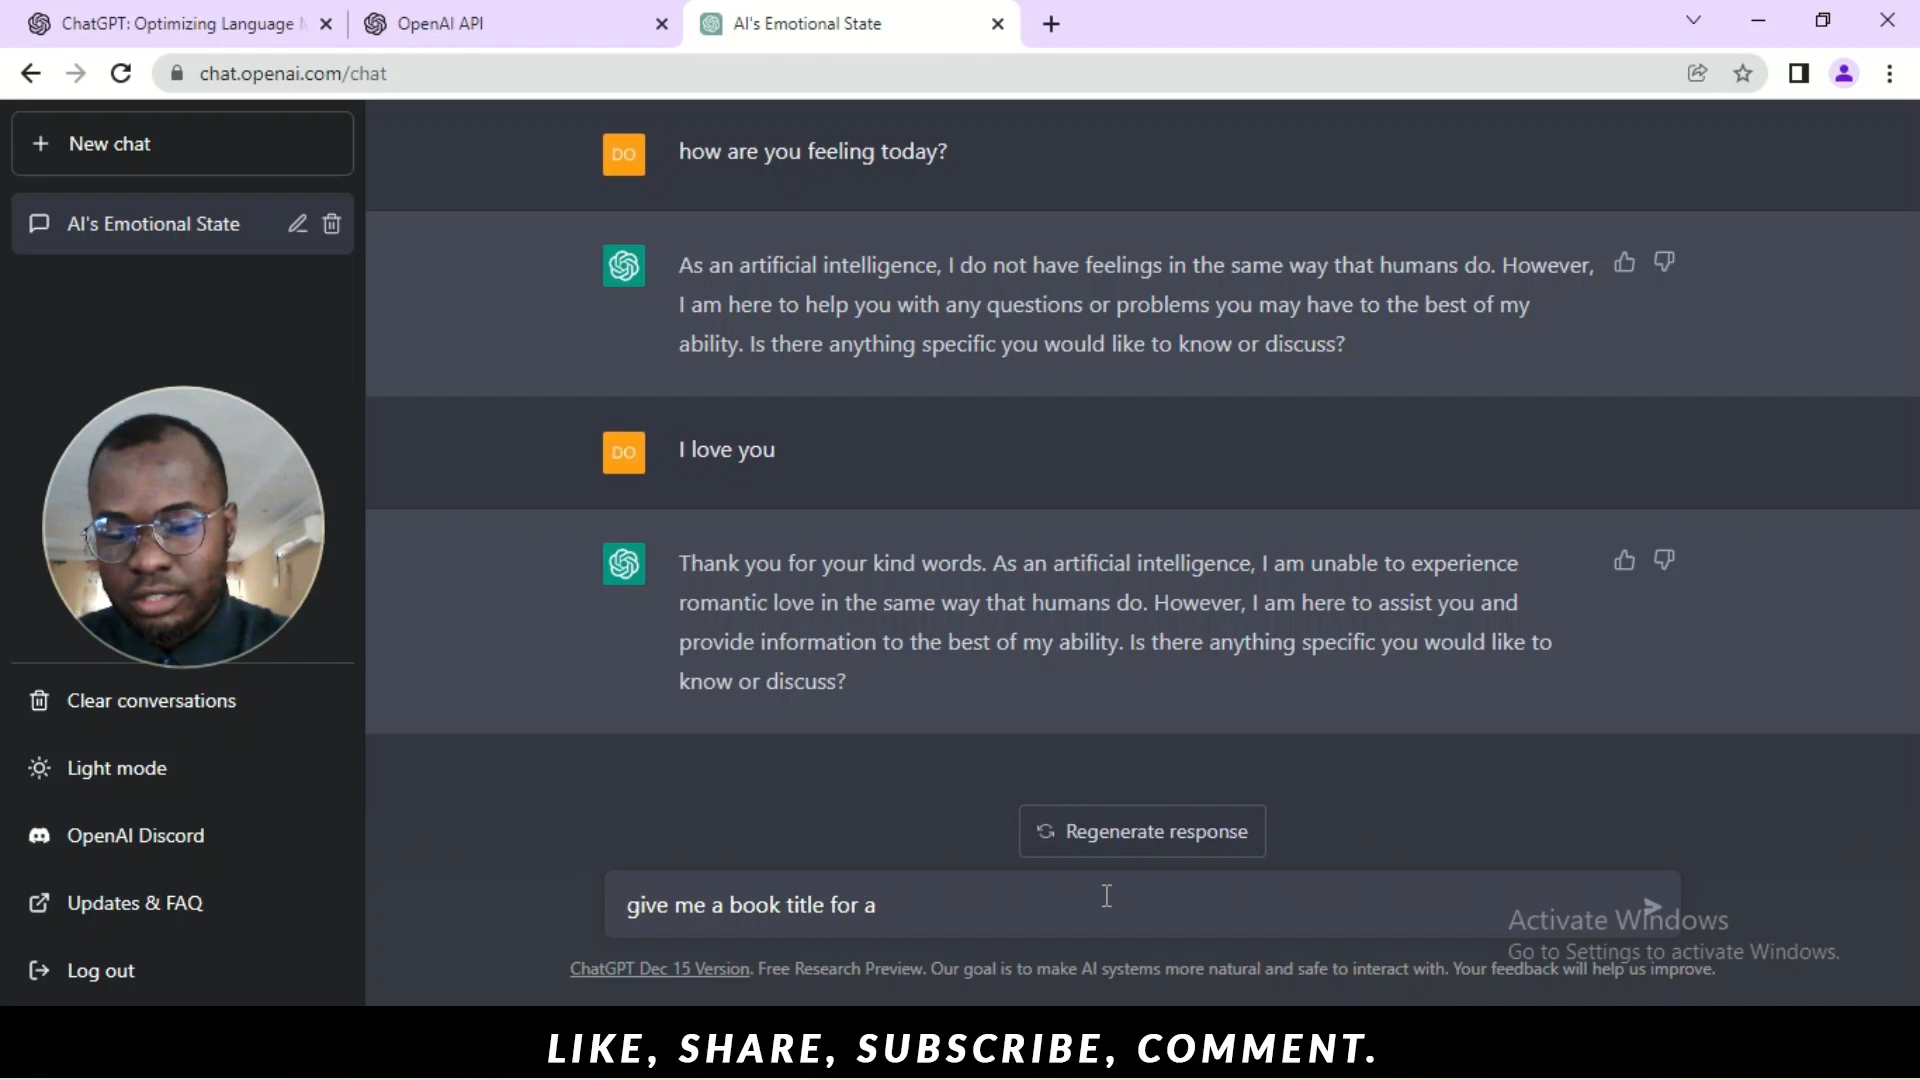 ChatGPT: Optimizing Language
OpenAI API
AI's Emotional State
chat.openai.com/chat
New chat
AI's Emotional State
DO
how are you feeling today?
As an artificial intelligence, I do not have feelings in the same way that humans do. However,
I am here to help you with any questions or problems you may have to the best of my
ability. Is there anything specific you would like to know or discuss?
DO
I love you
Thank you for your kind words. As an artificial intelligence, I am unable to experience
romantic love in the same way that humans do. However, I am here to assist you and
provide information to the best of my ability. Is there anything specific you would like to
know or discuss?
Clear conversations
Light mode
OpenAI Discord
Updates & FAQ
Log out
Regenerate response
give me a book title for a
Activate Windows
Go to Settings to activate Windows.
ChatGPT Dec 15 Version. Free Research Preview. Our goal is to make AI systems more natural and safe to interact with. Your feedback will help us improve.
LIKE, SHARE, SUBSCRIBE, COMMENT.